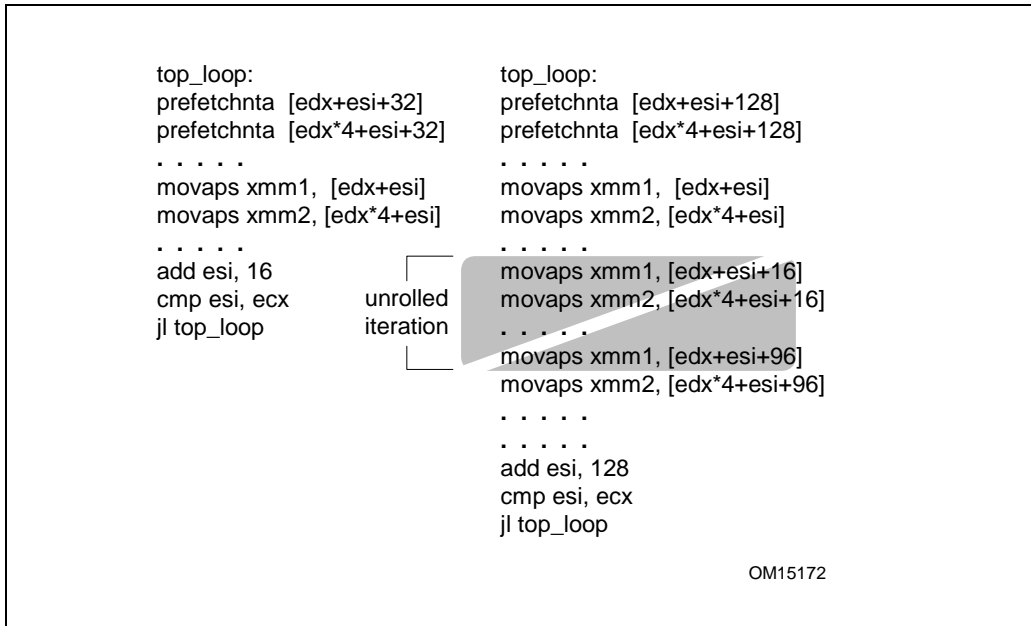 top_loop:
prefetchnta [edx+esi+32]
prefetchnta [edx*4+esi+32]
. . . . .
movaps xmm1, [edx+esi]
movaps xmm2, [edx*4+esi]
. . . . .
add esi, 16
cmp esi, ecx
jl top_loop
unrolled
iteration
top_loop:
prefetchnta [edx+esi+128]
prefetchnta [edx*4+esi+128]
. . . . .
movaps xmm1, [edx+esi]
movaps xmm2, [edx*4+esi]
. . . . .
movaps xmm1, [edx+esi+16]
movaps xmm2, [edx*4+esi+16]
. . . . .
movaps xmm1, [edx+esi+96]
movaps xmm2, [edx*4+esi+96]
. . . . .
. . . . .
add esi, 128
cmp esi, ecx
jl top_loop
OM15172